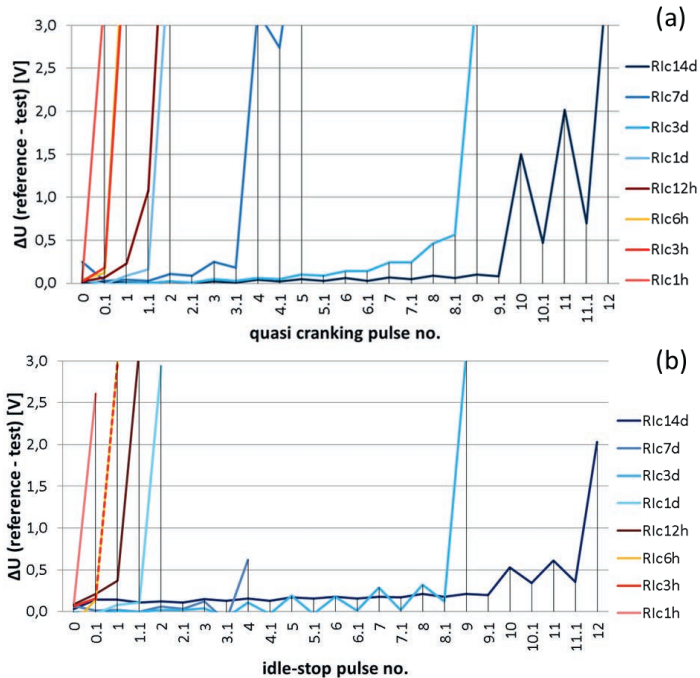 (a)
ΔU (reference - test) [V]
3,0
2,5
2,0
1,5
1,0
0,5
0,0
0 0.1 1 1.1 2 2.1 3 3.1 4 4.1 5 5.1 6 6.1 7 7.1 8 8.1 9 9.1 10 10.1 11 11.1 12
quasi cranking pulse no.
RIc14d
RIc7d
RIc3d
RIc1d
RIc12h
RIc6h
RIc3h
RIc1h
(b)
ΔU (reference - test) [V]
3,0
2,5
2,0
1,5
1,0
0,5
0,0
0 0.1 1 1.1 2 2.1 3 3.1 4 4.1 5 5.1 6 6.1 7 7.1 8 8.1 9 9.1 10 10.1 11 11.1 12
idle-stop pulse no.
RIc14d
RIc7d
RIc3d
RIc1d
RIc12h
RIc6h
RIc3h
RIc1h